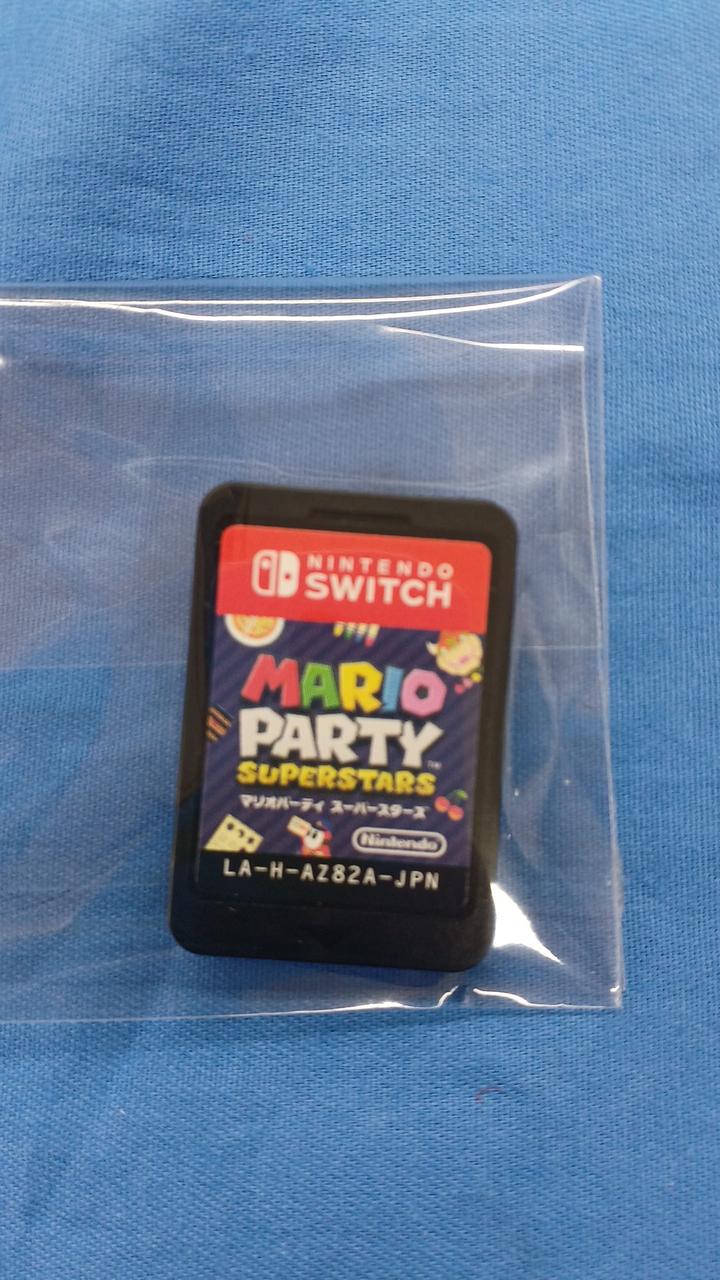 NINTENDO
SWITCH
MARIO
PARTY™
SUPERSTARS
マリオパーティ スーパースターズ
Nintendo
LA-H-AZ82A-JPN